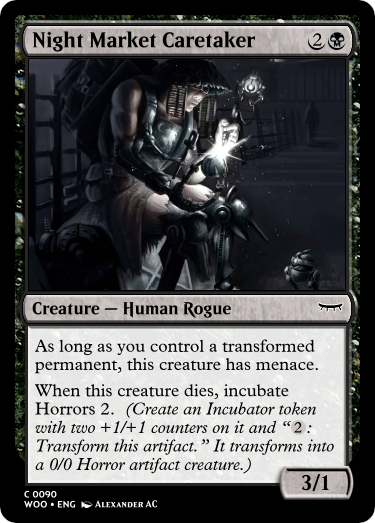 Night Market Caretaker 2
Creature — Human Rogue
As long as you control a transformed
permanent, this creature has menace.
When this creature dies, incubate
Horrors 2. (Create an Incubator token
with two +1/+1 counters on it and “2:
Transform this artifact.” It transforms into
a 0/0 Horror artifact creature.)
3/1
C 0090
WOO • ENG Alexander AC